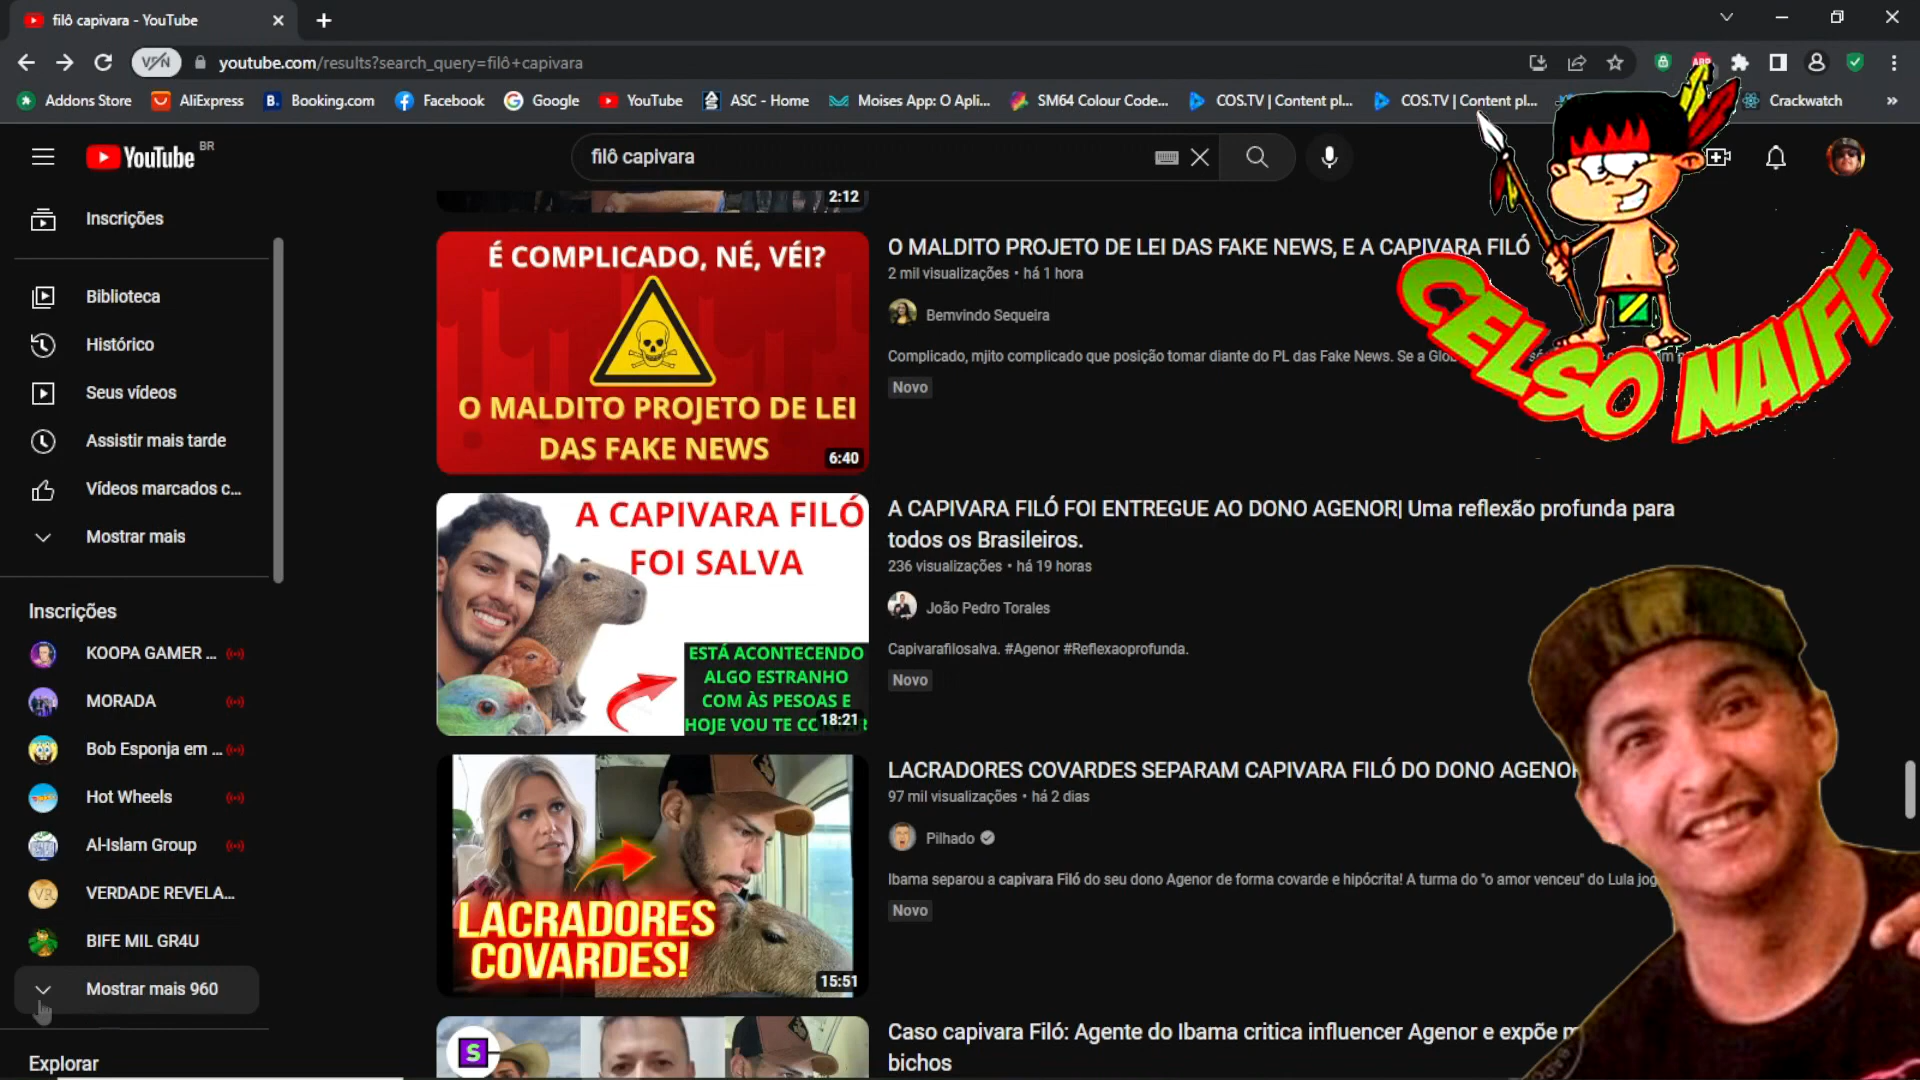 filô capivara - YouTube
VPN
youtube.com/results?search_query=filô+capivara
ABP
Addons Store
AliExpress
B. Booking.com
Facebook
Google
YouTube
ASC - Home
Moises App: O Apli...
SM64 Colour Code...
COS.TV | Content pl...
COS.TV | Content pl...
Crackwatch
YouTube BR
filô capivara
CELSO NAIFF
Inscrições
Biblioteca
Histórico
Seus vídeos
Assistir mais tarde
Vídeos marcados c...
Mostrar mais
Inscrições
KOOPA GAMER ...
MORADA
Bob Esponja em ...
Hot Wheels
Al-Islam Group
VERDADE REVELA...
BIFE MIL GR4U
Mostrar mais 960
Explorar
2:12
É COMPLICADO, NÉ, VÉI?
O MALDITO PROJETO DE LEI
DAS FAKE NEWS
6:40
O MALDITO PROJETO DE LEI DAS FAKE NEWS, E A CAPIVARA FILÓ
2 mil visualizações • há 1 hora
Bemvindo Sequeira
Complicado, mjito complicado que posição tomar diante do PL das Fake News. Se a
Novo
A CAPIVARA FILÓ
FOI SALVA
ESTÁ ACONTECENDO
ALGO ESTRANHO
COM ÀS PESOAS E
HOJE VOU TE
18:21
A CAPIVARA FILÓ FOI ENTREGUE AO DONO AGENOR| Uma reflexão profunda para
todos os Brasileiros.
236 visualizações • há 19 horas
João Pedro Torales
Capivarafilosalva. #Agenor #Reflexaoprofunda.
Novo
LACRADORES
COVARDES!
15:51
LACRADORES COVARDES SEPARAM CAPIVARA FILÓ DO DONO AGENOR
97 mil visualizações • há 2 dias
Pilhado
Ibama separou a capivara Filó do seu dono Agenor de forma covarde e hipócrita! A turma do "o amor venceu" do Lula jog
Novo
S
Caso capivara Filó: Agente do Ibama critica influencer Agenor e expõe
bichos